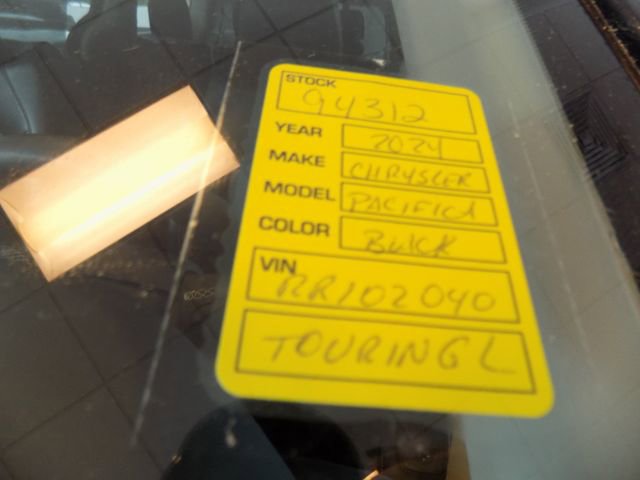 STOCK
94312
YEAR 2024
MAKE CHRYSLER
MODEL PACIFICA
COLOR BLACK
VIN
RR102040
TOURING L